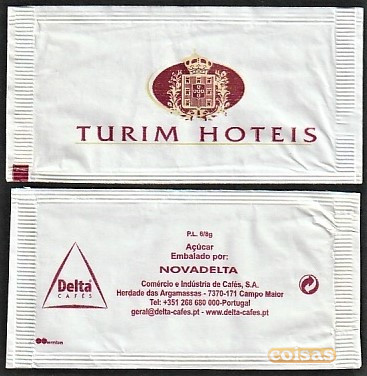 TURIM HOTEIS
P.L. 6/8g
Açúcar
Embalado por:
NOVADELTA
Comércio e Indústria de Cafés, S.A.
Herdade das Argamassas - 7370-171 Campo Maior
Tel: +351 268 680 000-Portugal
geral@delta-cafes.pt - www.delta-cafes.pt
Delta
CAFÉS
coisas